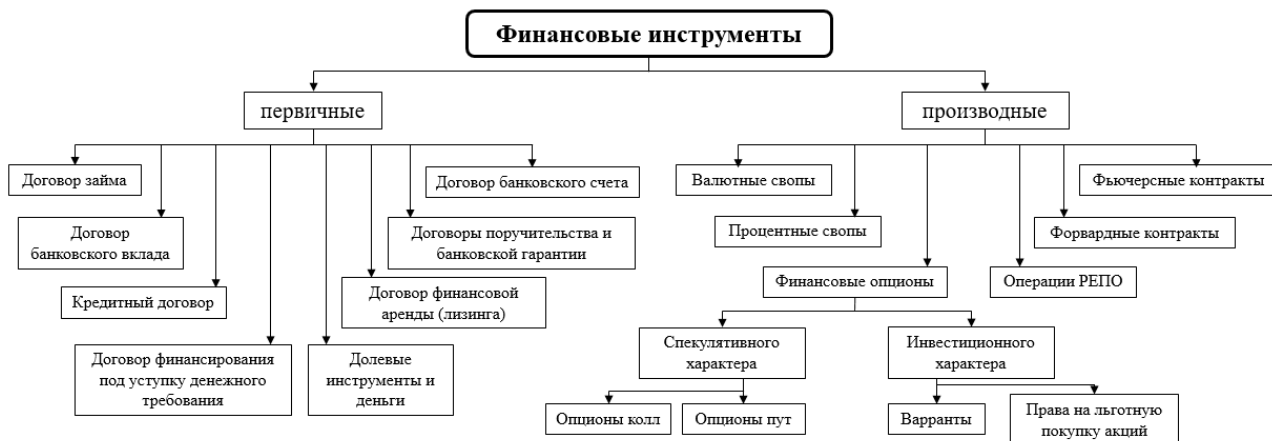 Финансовые инструменты
первичные
производные
Договор займа
Договор банковского счета
Валютные свопы
Фьючерсные контракты
Договор
банковского вклада
Договоры поручительства и
банковской гарантии
Процентные свопы
Форвардные контракты
Кредитный договор
Договор финансовой
аренды (лизинга)
Финансовые опционы
Операции РЕПО
Договор финансирования
под уступку денежного
требования
Долевые
инструменты и
деньги
Спекулятивного
характера
Инвестиционного
характера
Опционы колл
Опционы пут
Варранты
Права на льготную
покупку акций